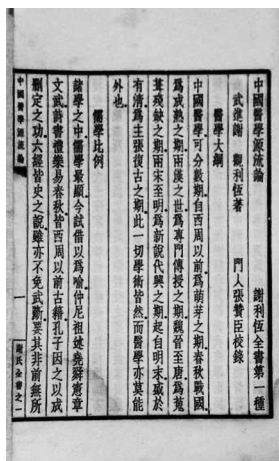 中國醫學源流論　謝利恆全書第一種
武進謝　觀利恆著　門人張贊臣校錄
醫學大綱
中國醫學可分數期自西周以前爲萌芽之期春秋戰國
爲成熟之期兩漢之世爲專門傳授之期魏晉至唐爲蒐
葺殘缺之期兩宋至明爲新說代興之期起自明末盛於
有清爲主張復古之期此一切學術皆然而醫學亦莫能
外也
儒學比例
諸學之中儒學最顯今試借以爲喻仲尼祖述堯舜憲章
文武詩書禮樂易春秋皆西周以前古籍孔子因之以成
刪定之功六經皆史之說雖亦不免武斷要其非前無所
中國醫學源流論
一
謝氏全書之一